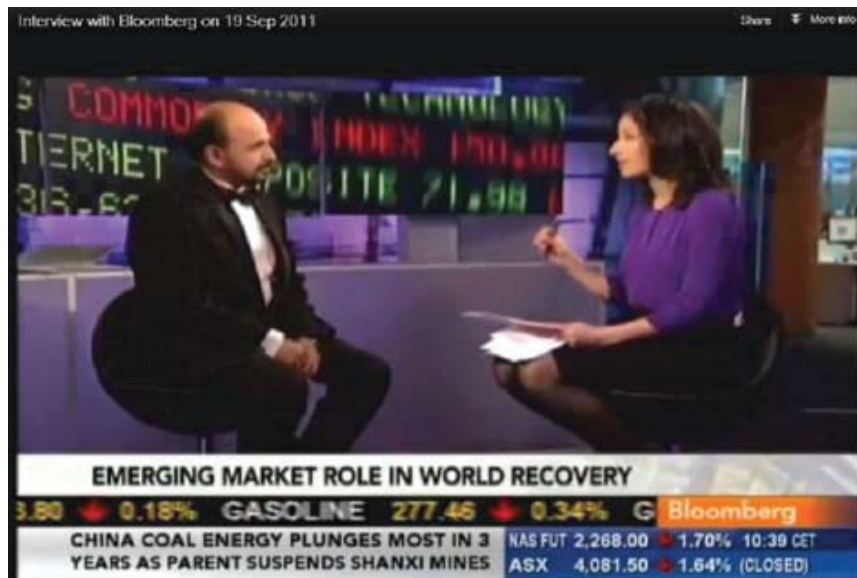 Interview with Bloomberg on 19 Sep 2011
Share More info
COMMO INDEX
TERNET POSITE 71.98
EMERGING MARKET ROLE IN WORLD RECOVERY
3.80 0.18% GASOLINE 277.46 0.34% G Bloomberg
CHINA COAL ENERGY PLUNGES MOST IN 3
YEARS AS PARENT SUSPENDS SHANXI MINES
NAS FUT 2,268.00 1.70% 10:39 CET
ASX 4,081.50 1.64% (CLOSED)